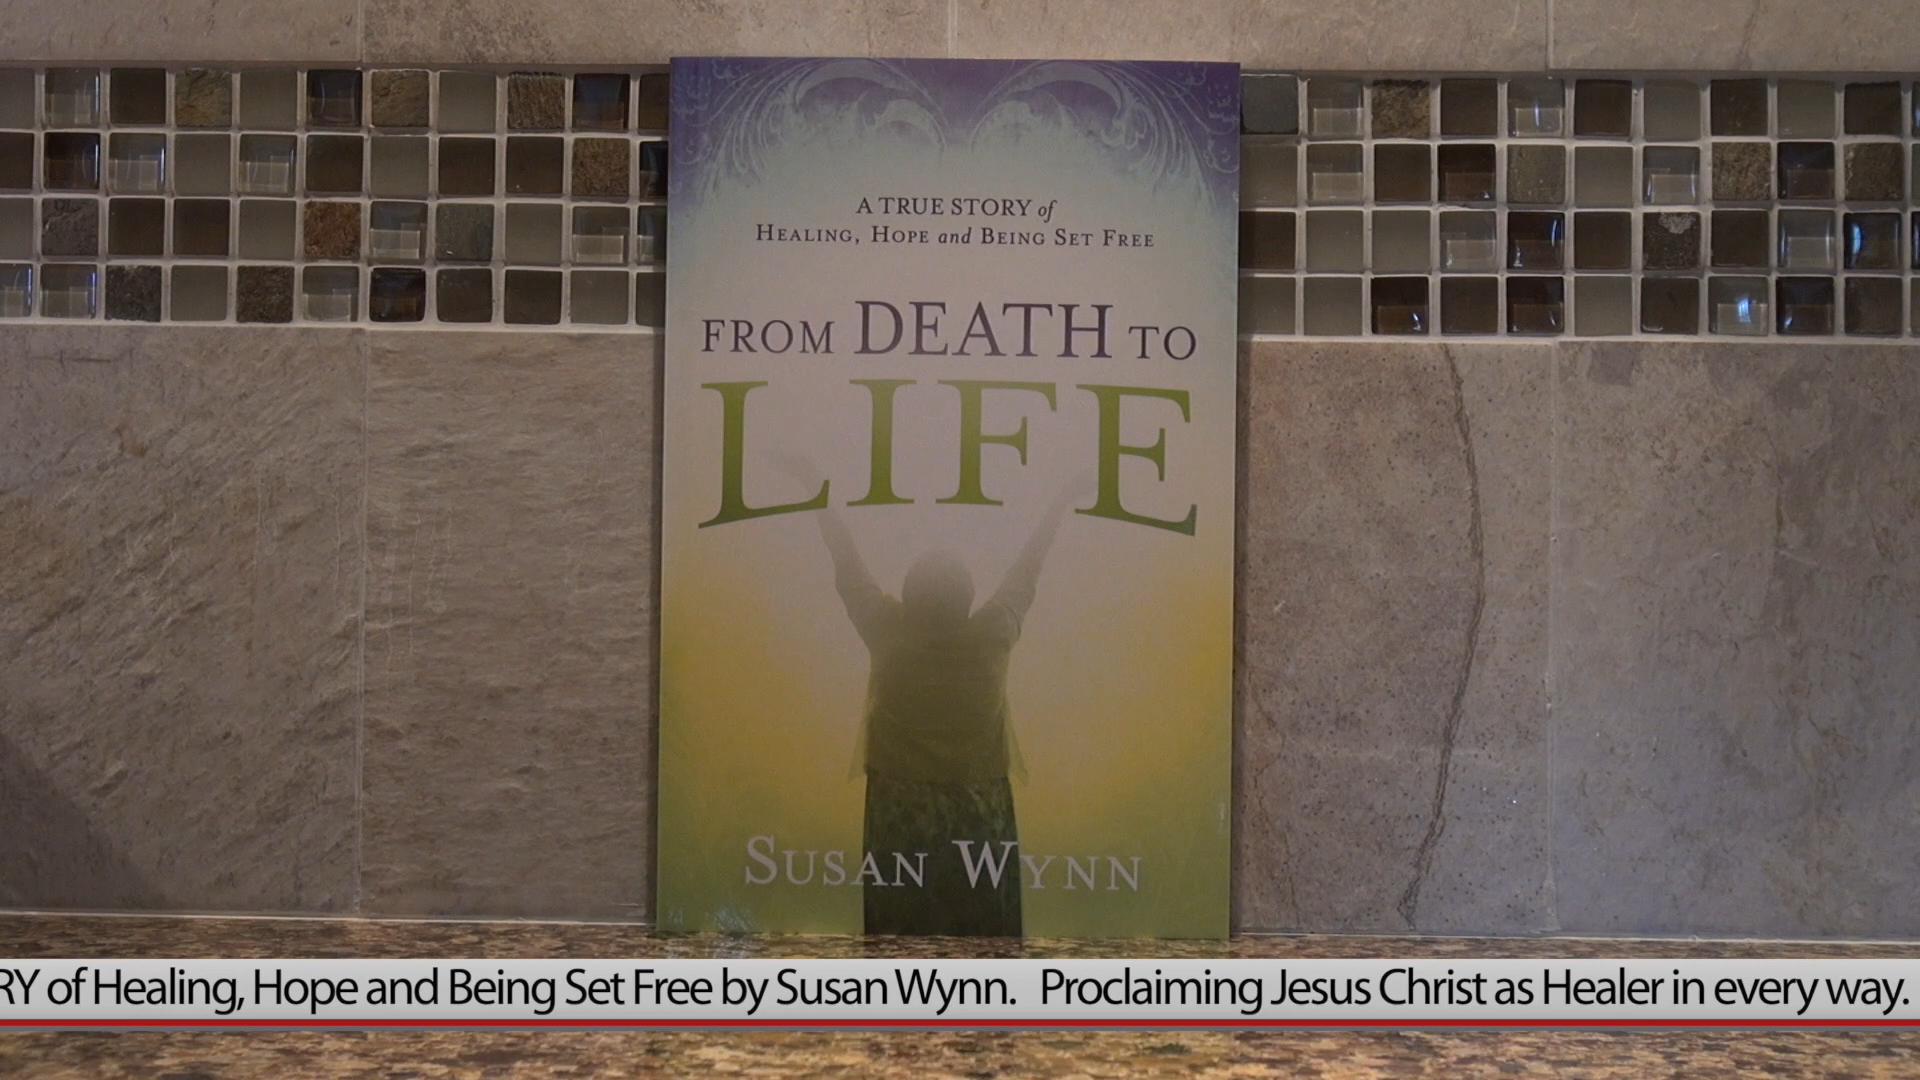 A TRUE STORY of
HEALING, HOPE and BEING SET FREE
FROM DEATH TO
LIFE
SUSAN WYNN
RY of Healing, Hope and Being Set Free by Susan Wynn. Proclaiming Jesus Christ as Healer in every way.